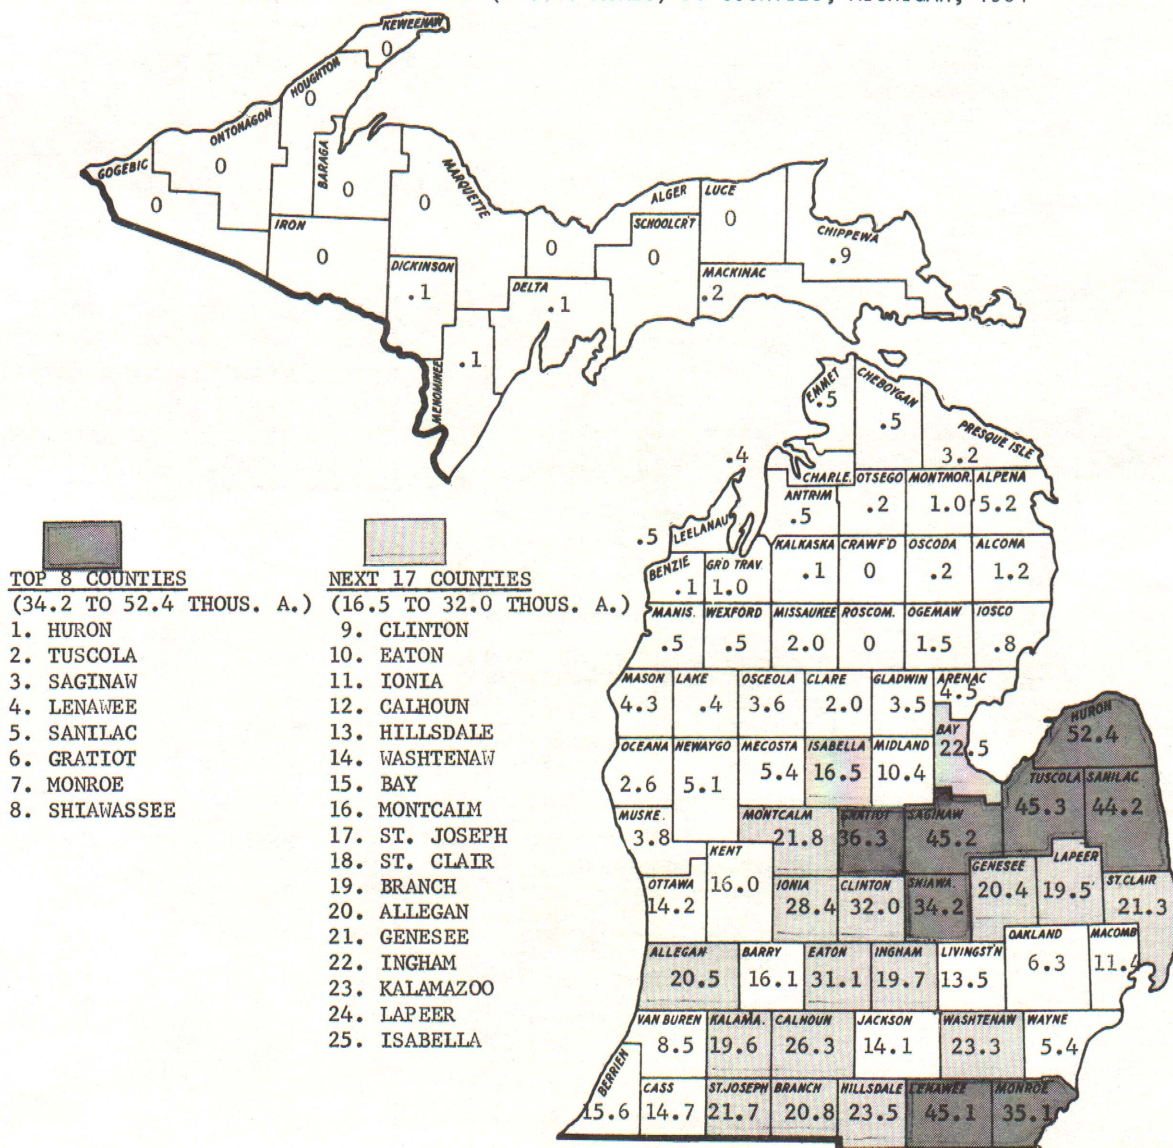 COUNTIES, MICHIGAN, 1964
KEWEENAW
0
HOUGHTON
0
ONTONAGON
0
GOGEBIC
0
BARAGA
0
MARQUETTE
0
IRON
0
DICKINSON
.1
MENOMINEE
.1
DELTA
.1
ALGER
0
SCHOOLCR'T
0
LUCE
0
MACKINAC
.2
CHIPPEWA
.9
TOP 8 COUNTIES
(34.2 TO 52.4 THOUS. A.)
1. HURON
2. TUSCOLA
3. SAGINAW
4. LENAWEE
5. SANILAC
6. GRATIOT
7. MONROE
8. SHIAWASSEE
NEXT 17 COUNTIES
(16.5 TO 32.0 THOUS. A.)
9. CLINTON
10. EATON
11. IONIA
12. CALHOUN
13. HILLSDALE
14. WASHTENAW
15. BAY
16. MONTCALM
17. ST. JOSEPH
18. ST. CLAIR
19. BRANCH
20. ALLEGAN
21. GENESEE
22. INGHAM
23. KALAMAZOO
24. LAPEER
25. ISABELLA
EMMET
.5
CHEBOYGAN
.5
PRESQUE ISLE
3.2
.4
CHARLE. OTSEGO MONTMOR. ALPENA
.2 1.0 5.2
ANTRIM
.5
.5 LEELANAU
KALKASKA CRAWF'D OSCODA ALCONA
.1 0 .2 1.2
BENZIE GR'D TRAV
.1 1.0
MANIS. WEXFORD MISSAUKEE ROSCOM. OGEMAW IOSCO
.5 .5 2.0 0 1.5 .8
MASON LAKE OSCEOLA CLARE GLADWIN ARENAC
4.3 .4 3.6 2.0 3.5 4.5
HURON
52.4
BAY
22.5
OCEANA NEWAYGO MECOSTA ISABELLA MIDLAND
2.6 5.1 5.4 16.5 10.4
TUSCOLA SANILAC
45.3 44.2
MUSKE. MONTCALM GRATIOT SAGINAW
3.8 21.8 36.3 45.2
KENT
16.0
GENESEE LAPEER
20.4 19.5
OTTAWA IONIA CLINTON SHIAWA. ST.CLAIR
14.2 28.4 32.0 34.2 21.3
OAKLAND MACOMB
6.3 11.4
ALLEGAN BARRY EATON INGHAM LIVINGST'N
20.5 16.1 31.1 19.7 13.5
VAN BUREN KALAMA. CALHOUN JACKSON WASHTENAW WAYNE
8.5 19.6 26.3 14.1 23.3 5.4
BERRIEN CASS ST.JOSEPH BRANCH HILLSDALE LENAWEE MONROE
15.6 14.7 21.7 20.8 23.5 45.1 35.1